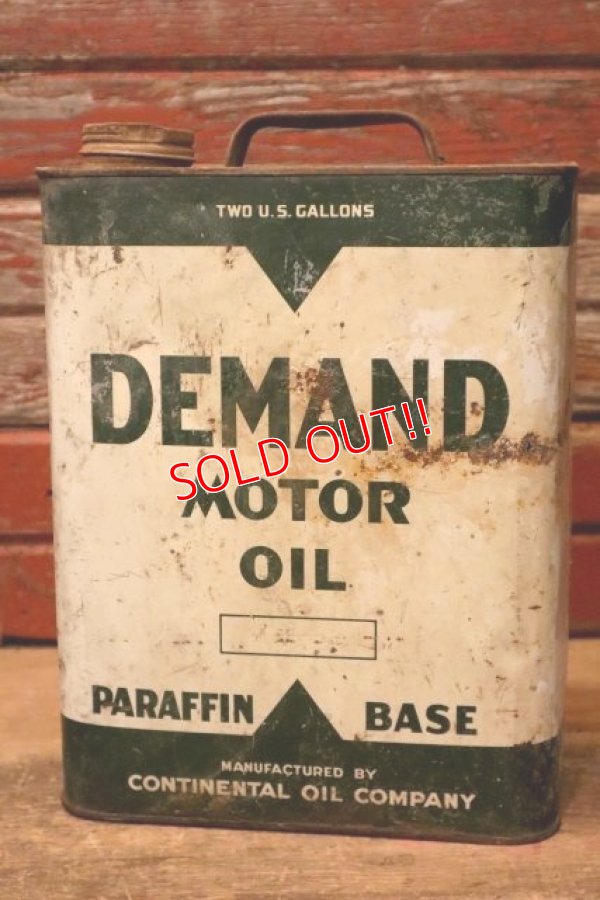 TWO U.S. GALLONS
DEMAND
SOLD OUT!!
MOTOR
OIL
PARAFFIN BASE
MANUFACTURED BY
CONTINENTAL OIL COMPANY